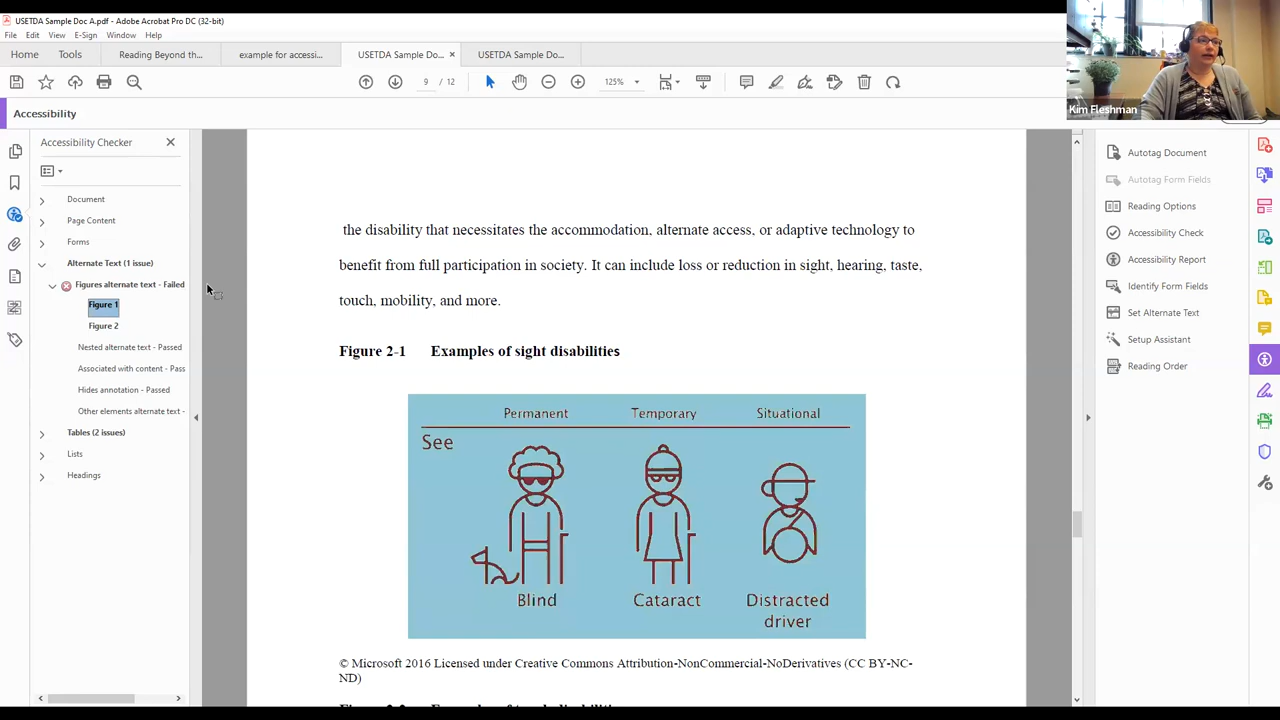 USETDA Sample Doc A.pdf - Adobe Acrobat Pro DC (32-bit)
File Edit View E-Sign Window Help
Home Tools Reading Beyond th... example for accessi... USETDA Sample Do... × USETDA Sample Doc...
9 / 12 125%
Kim Fleshman
Accessibility
Accessibility Checker
Document
Page Content
Forms
Alternate Text (1 issue)
Figures alternate text - Failed
Figure 1
Figure 2
Nested alternate text - Passed
Associated with content - Pass
Hides annotation - Passed
Other elements alternate text -
Tables (2 issues)
Lists
Headings
the disability that necessitates the accommodation, alternate access, or adaptive technology to
benefit from full participation in society. It can include loss or reduction in sight, hearing, taste,
touch, mobility, and more.
Figure 2-1 Examples of sight disabilities
Permanent Temporary Situational
See
Blind Cataract Distracted
driver
© Microsoft 2016 Licensed under Creative Commons Attribution-NonCommercial-NoDerivatives (CC BY-NC-
ND)
Autotag Document
Autotag Form Fields
Reading Options
Accessibility Check
Accessibility Report
Identify Form Fields
Set Alternate Text
Setup Assistant
Reading Order